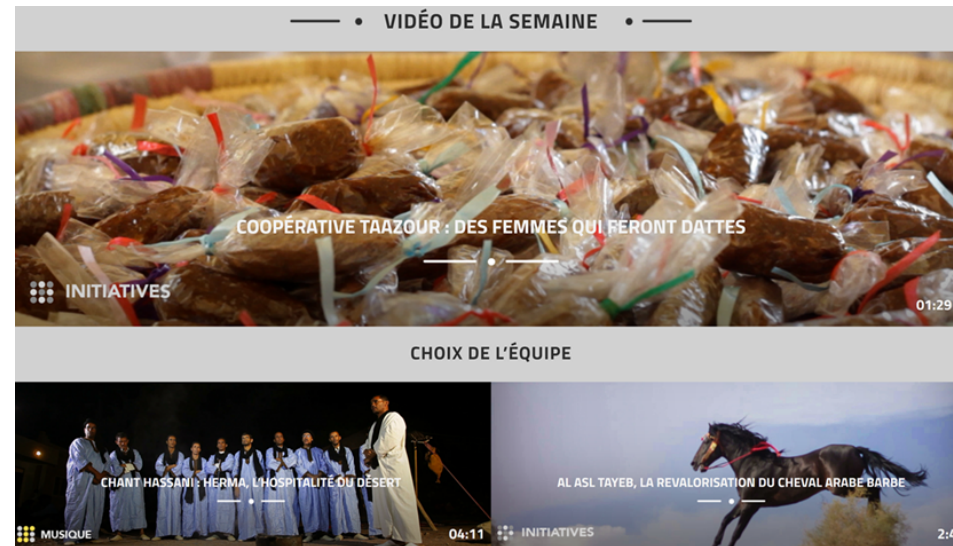 VIDÉO DE LA SEMAINE
COOPÉRATIVE TAAZOUR : DES FEMMES QUI FERONT DATTES
INITIATIVES
01:29
CHOIX DE L'ÉQUIPE
CHANT HASSANI : HERMA, L'HOSPITALITÉ DU DÉSERT
MUSIQUE
04:11
AL ASL TAYEB, LA REVALORISATION DU CHEVAL ARABE BARBE
INITIATIVES